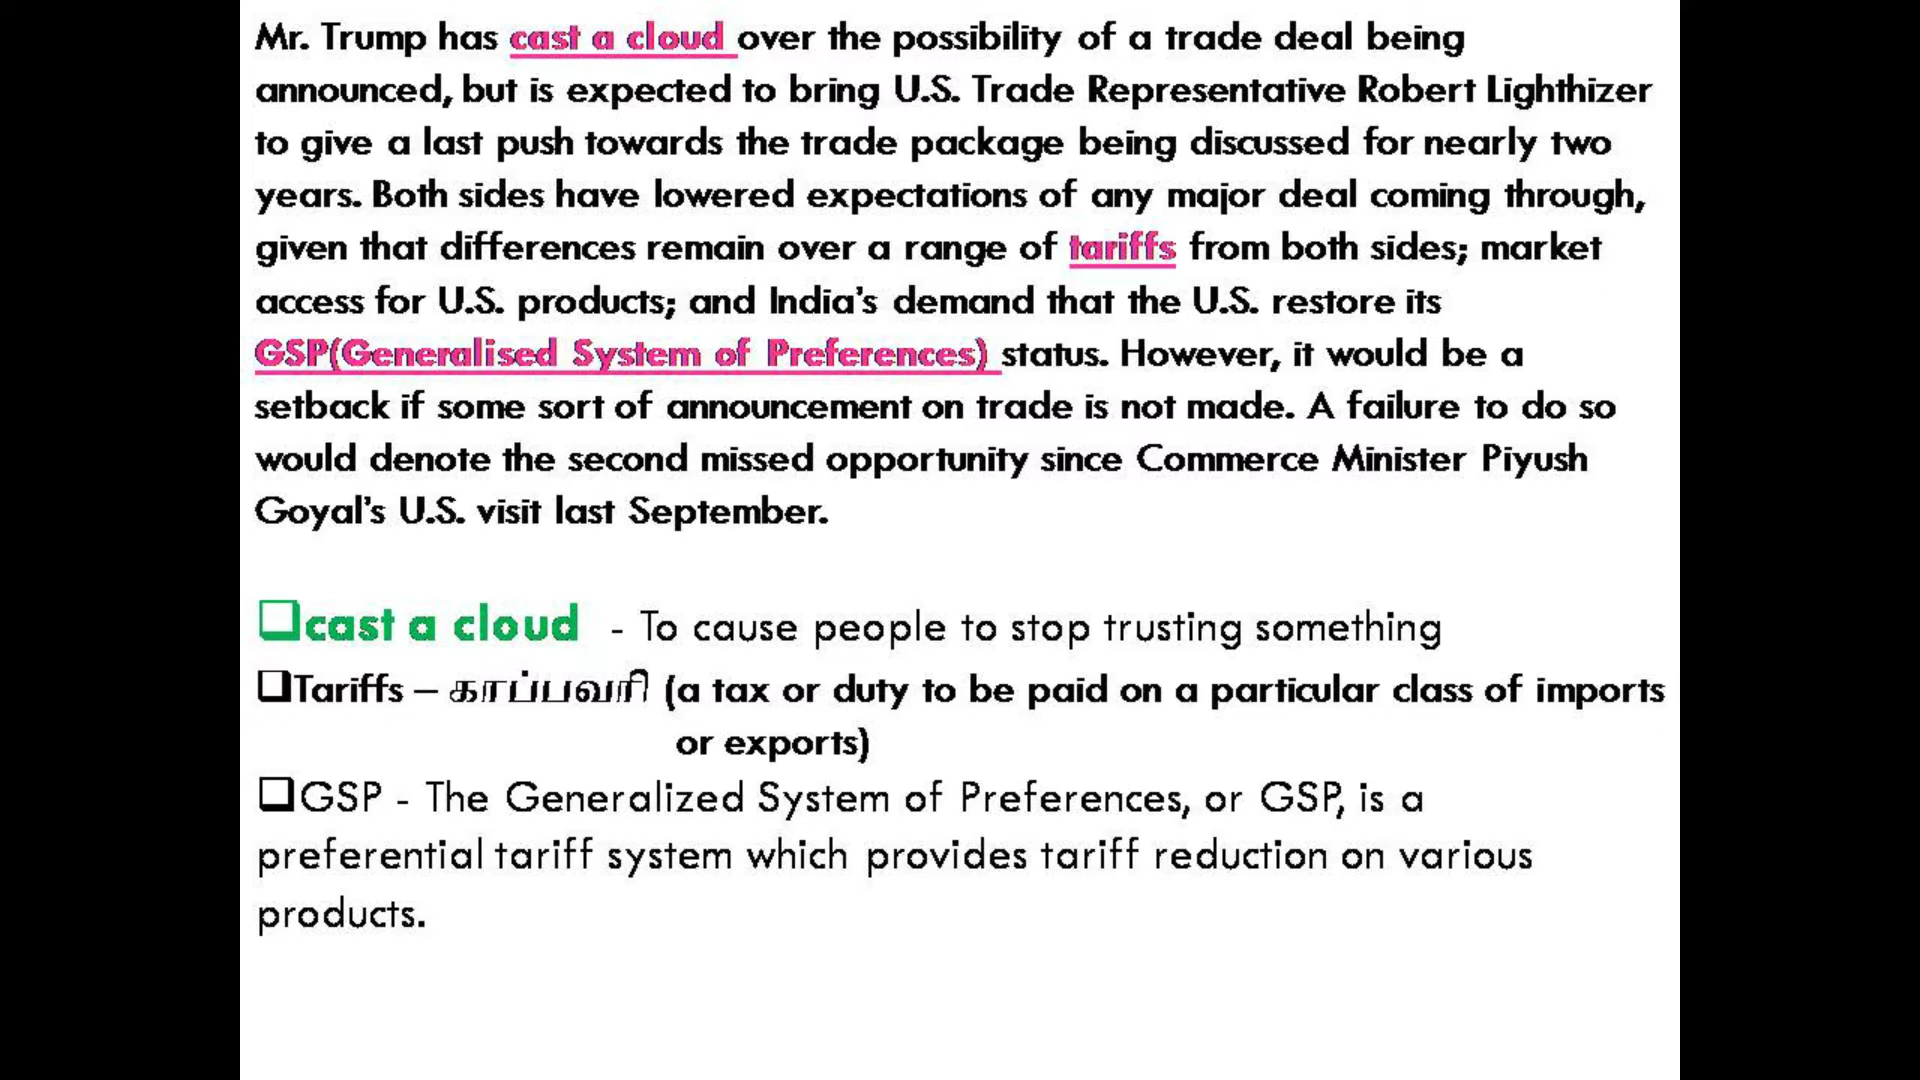 Mr. Trump has cast a cloud over the possibility of a trade deal being
announced, but is expected to bring U.S. Trade Representative Robert Lighthizer
to give a last push towards the trade package being discussed for nearly two
years. Both sides have lowered expectations of any major deal coming through,
given that differences remain over a range of tariffs from both sides; market
access for U.S. products; and India's demand that the U.S. restore its
GSP(Generalised System of Preferences) status. However, it would be a
setback if some sort of announcement on trade is not made. A failure to do so
would denote the second missed opportunity since Commerce Minister Piyush
Goyal's U.S. visit last September.
❑cast a cloud - To cause people to stop trusting something
❑Tariffs – காப்பவரி (a tax or duty to be paid on a particular class of imports
or exports)
❑GSP - The Generalized System of Preferences, or GSP, is a
preferential tariff system which provides tariff reduction on various
products.